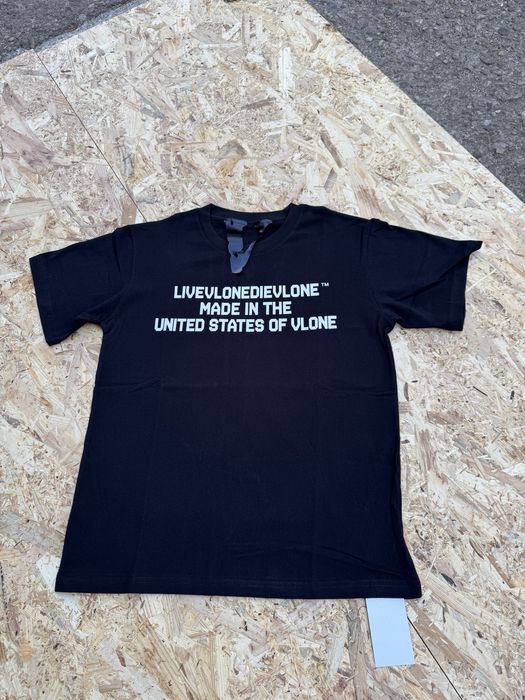 LIVEVLONEDIEVLONE™
MADE IN THE
UNITED STATES OF VLONE